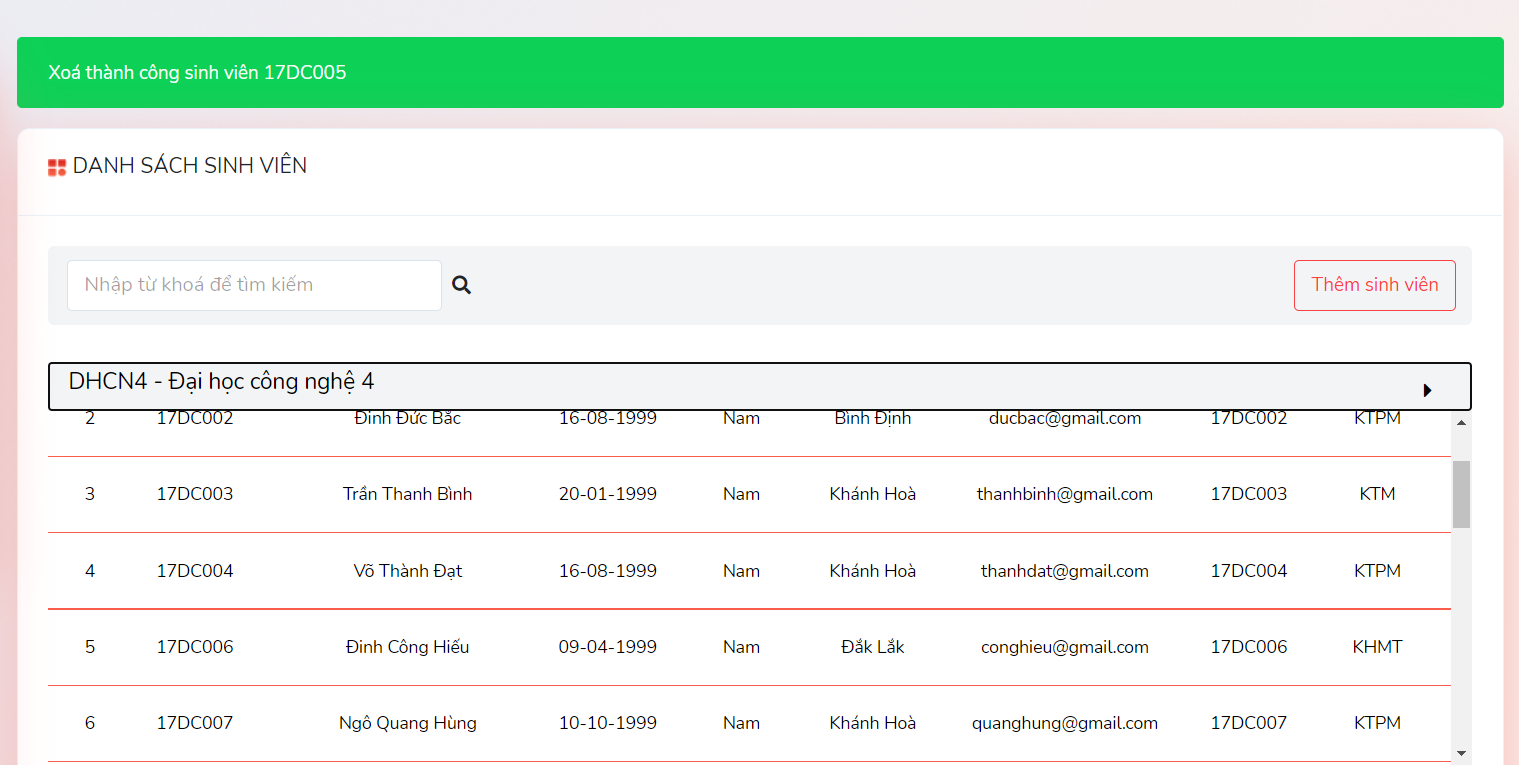 Xoá thành công sinh viên 17DC005
DANH SÁCH SINH VIÊN
Nhập từ khoá để tìm kiếm
Thêm sinh viên
DHCN4 - Đại học công nghệ 4
2 17DC002 Đinh Đức Bắc 16-08-1999 Nam Bình Định ducbac@gmail.com 17DC002 KTPM
3 17DC003 Trần Thanh Bình 20-01-1999 Nam Khánh Hoà thanhbinh@gmail.com 17DC003 KTM
4 17DC004 Võ Thành Đạt 16-08-1999 Nam Khánh Hoà thanhdat@gmail.com 17DC004 KTPM
5 17DC006 Đinh Công Hiếu 09-04-1999 Nam Đắk Lắk conghieu@gmail.com 17DC006 KHMT
6 17DC007 Ngô Quang Hùng 10-10-1999 Nam Khánh Hoà quanghung@gmail.com 17DC007 KTPM